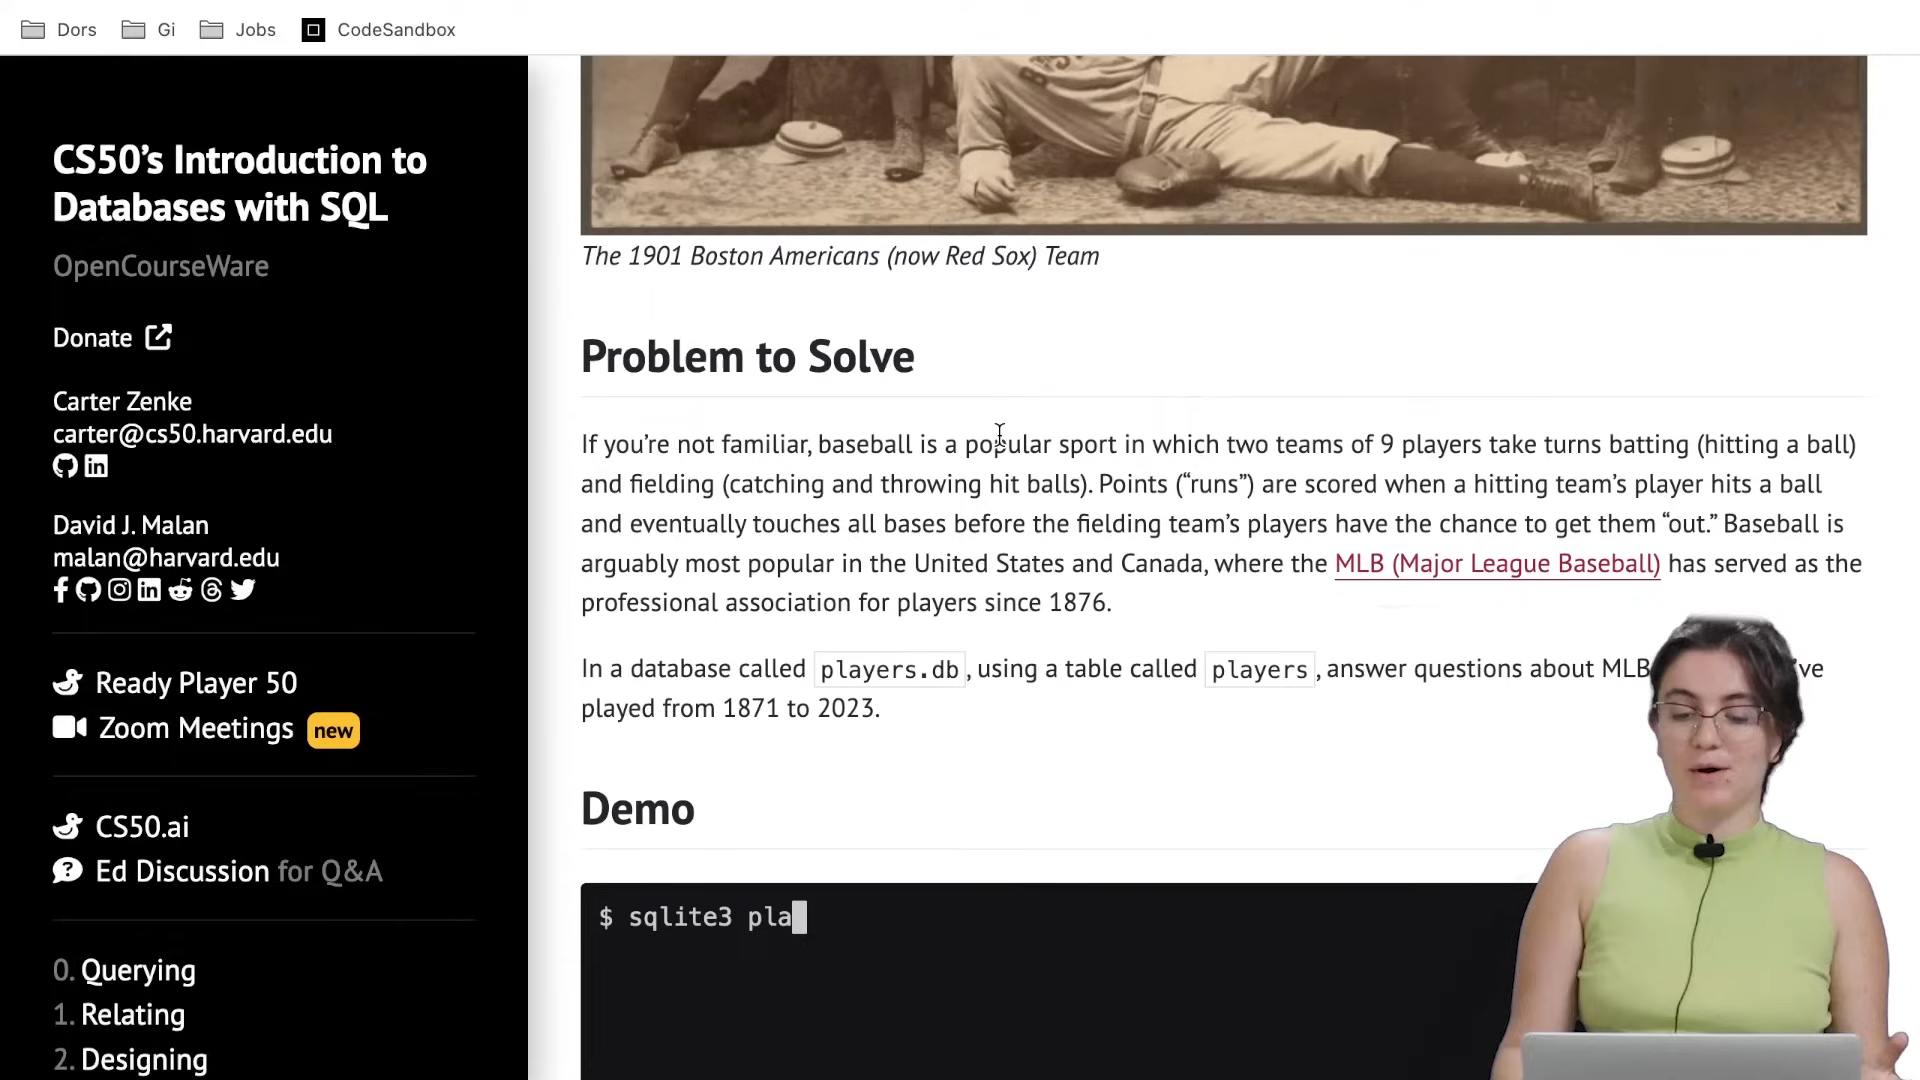 Dors Gi Jobs CodeSandbox
CS50's Introduction to
Databases with SQL
OpenCourseWare
Donate
Carter Zenke
carter@cs50.harvard.edu
David J. Malan
malan@harvard.edu
Ready Player 50
Zoom Meetings new
CS50.ai
Ed Discussion for Q&A
0. Querying
1. Relating
2. Designing
The 1901 Boston Americans (now Red Sox) Team
Problem to Solve
If you’re not familiar, baseball is a popular sport in which two teams of 9 players take turns batting (hitting a ball)
and fielding (catching and throwing hit balls). Points (“runs”) are scored when a hitting team’s player hits a ball
and eventually touches all bases before the fielding team’s players have the chance to get them “out.” Baseball is
arguably most popular in the United States and Canada, where the MLB (Major League Baseball) has served as the
professional association for players since 1876.
In a database called players.db, using a table called players, answer questions about MLB ’ve
played from 1871 to 2023.
Demo
$ sqlite3 pla